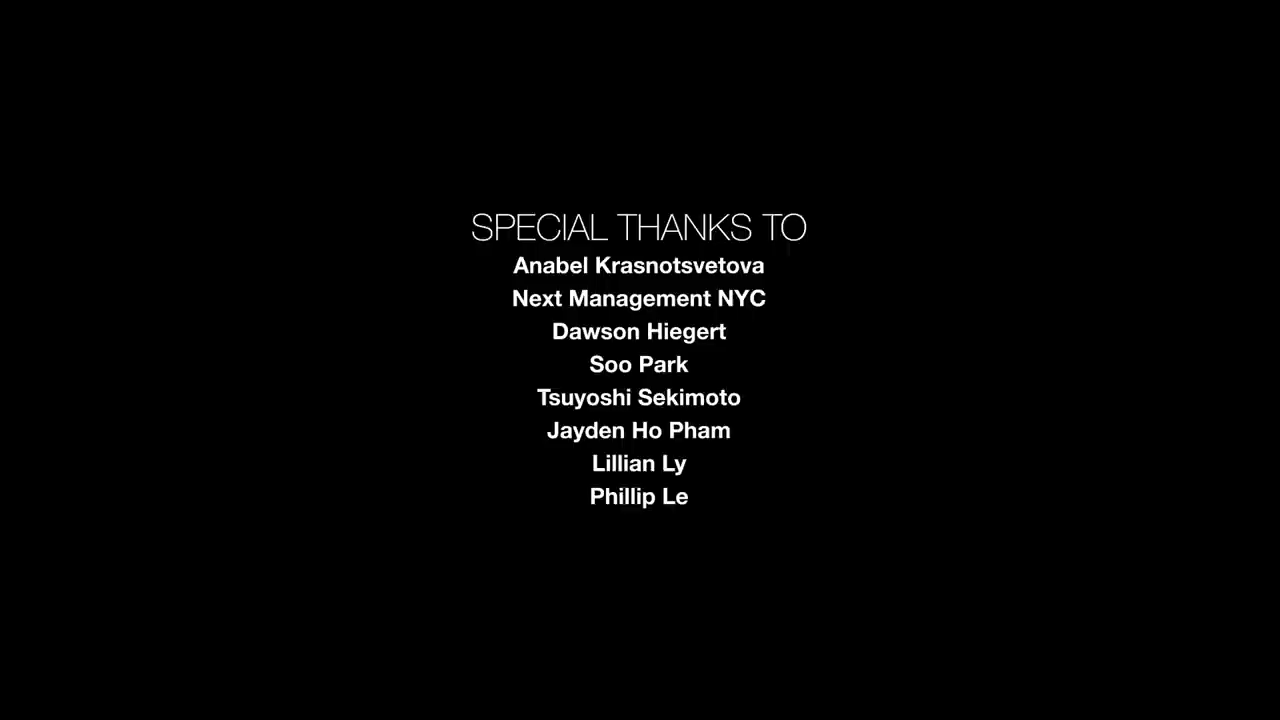 SPECIAL THANKS TO
Anabel Krasnotsvetova
Next Management NYC
Dawson Hiegert
Soo Park
Tsuyoshi Sekimoto
Jayden Ho Pham
Lillian Ly
Phillip Le